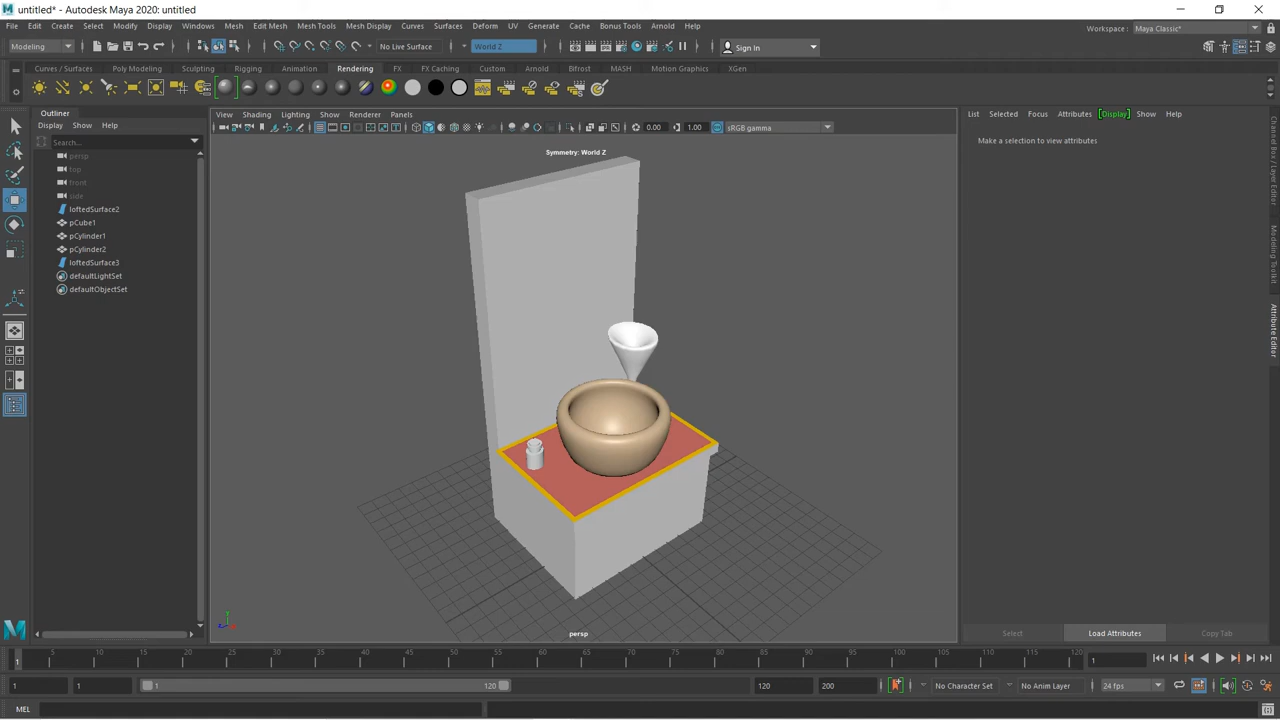 untitled* - Autodesk Maya 2020: untitled
File Edit Create Select Modify Display Windows Mesh Edit Mesh Mesh Tools Mesh Display Curves Surfaces Deform UV Generate Cache Bonus Tools Arnold Help
Workspace : Maya Classic*
Modeling No Live Surface World Z Sign In
Curves / Surfaces Poly Modeling Sculpting Rigging Animation Rendering FX FX Caching Custom Arnold Bifrost MASH Motion Graphics XGen
Outliner
Display Show Help
Search...
persp
top
front
side
loftedSurface2
pCube1
pCylinder1
pCylinder2
loftedSurface3
defaultLightSet
defaultObjectSet
View Shading Lighting Show Renderer Panels
0.00 1.00 sRGB gamma
Symmetry: World Z
persp
List Selected Focus Attributes Display Show Help
Make a selection to view attributes
Select Load Attributes Copy Tab
Channel Box / Layer Editor
Modeling Toolkit
Attribute Editor
1 5 10 15 20 25 30 35 40 45 50 55 60 65 70 75 80 85 90 95 100 105 110 115 120 1
1 1 1 120 120 200 No Character Set No Anim Layer 24 fps
MEL